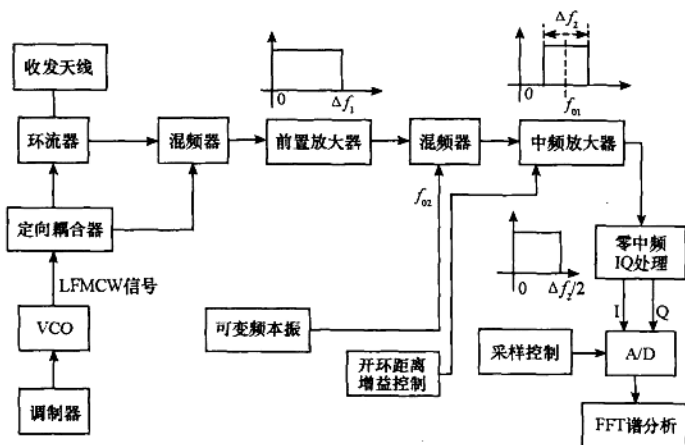 收发天线
环流器
定向耦合器
LFMCW信号
VCO
调制器
混频器
0
Δf₁
前置放大器
混频器
f₀₂
可变频本振
开环距离
增益控制
Δf₂
0
f₀₁
中频放大器
0
Δf₂/2
零中频
IQ处理
I
Q
采样控制
A/D
FFT谱分析